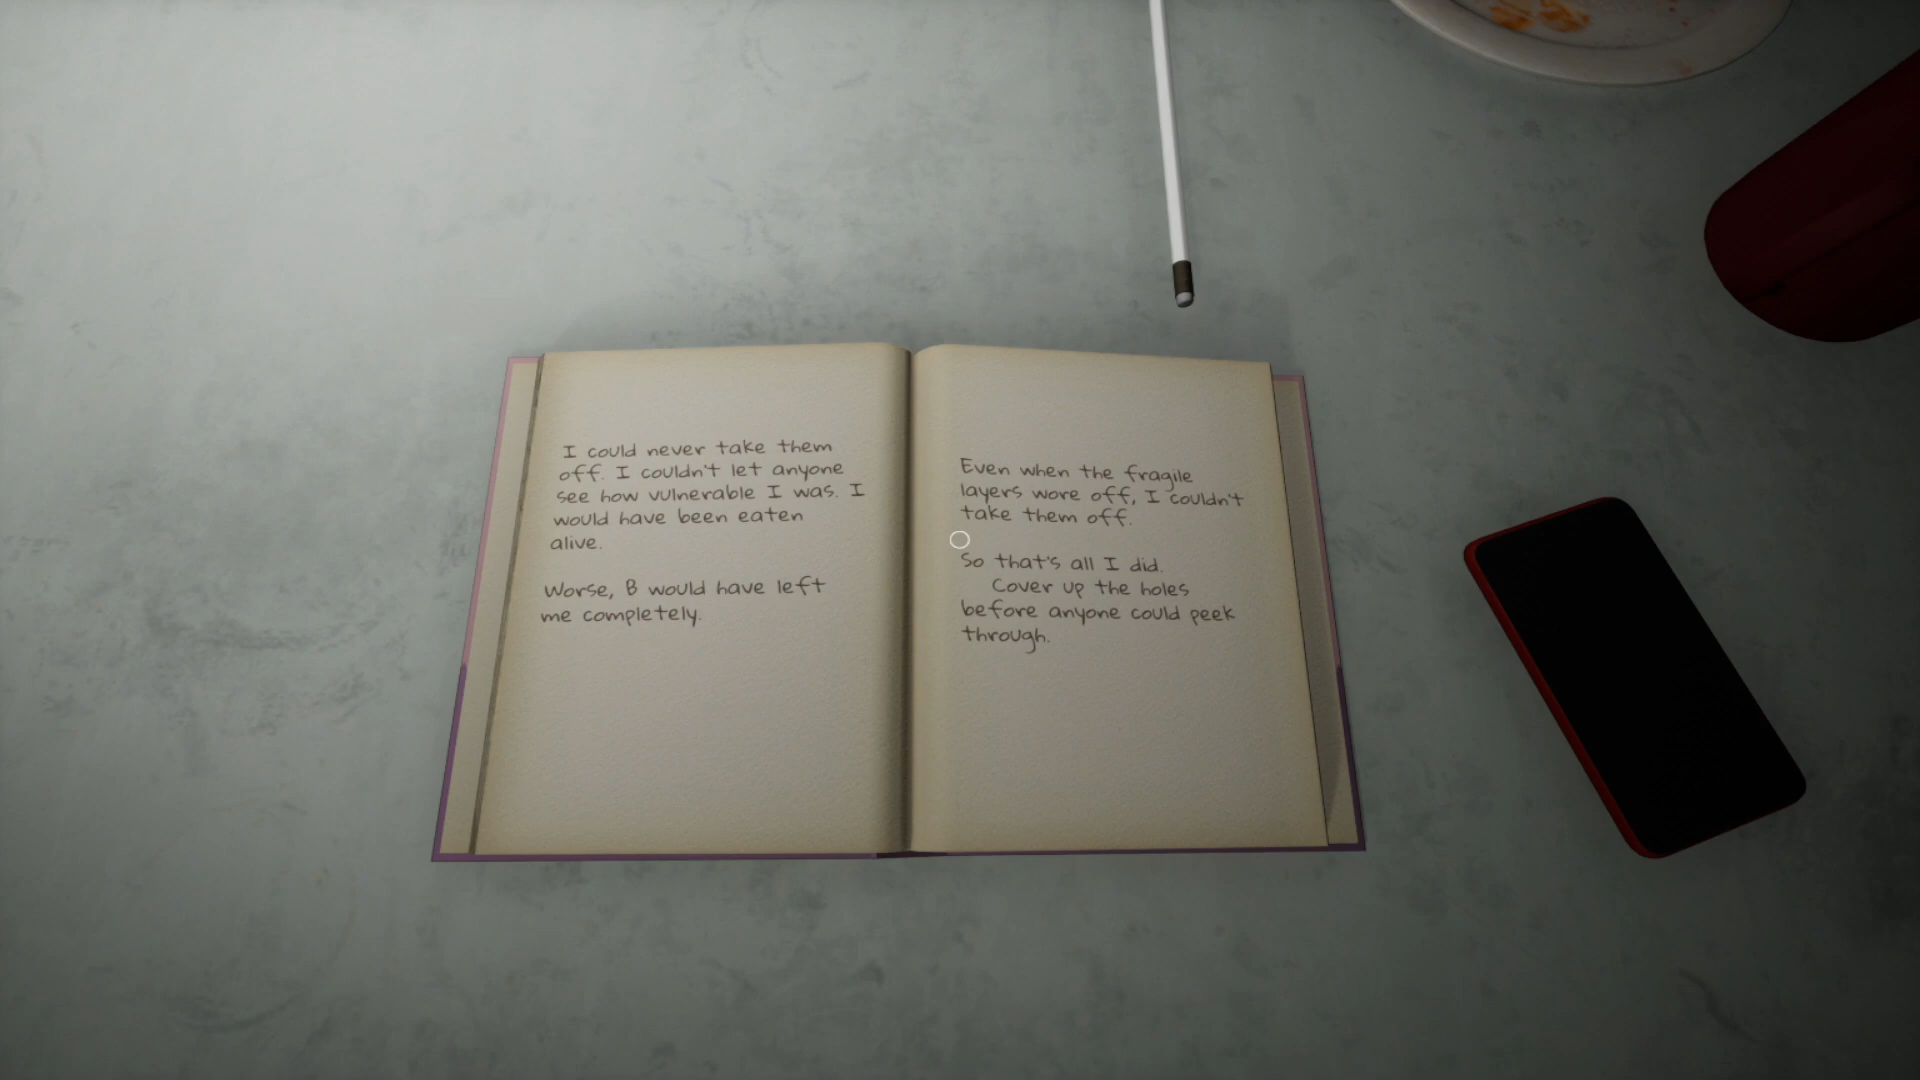 I could never take them
off. I couldn't let anyone
see how vulnerable I was. I
would have been eaten
alive.
Worse, B would have left
me completely.
Even when the fragile
layers wore off, I couldn't
take them off.
So that's all I did.
Cover up the holes
before anyone could peek
through.